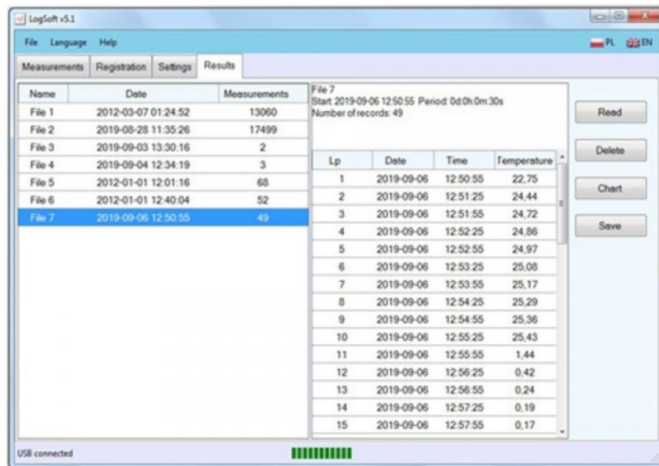 LogSoft v5.1
File Language Help
PL EN
Measurements Registration Settings Results
Name Date Measurements
File 1 2012-03-07 01:24:52 13060
File 2 2019-08-28 11:35:26 17499
File 3 2019-09-03 13:30:16 2
File 4 2019-09-04 12:34:19 3
File 5 2012-01-01 12:01:16 68
File 6 2012-01-01 12:40:04 52
File 7 2019-09-06 12:50:55 49
File 7
Start: 2019-09-06 12:50:55 Period: 0d:0h:0m:30s
Number of records: 49
Lp Date Time Temperature
1 2019-09-06 12:50:55 22,75
2 2019-09-06 12:51:25 24,44
3 2019-09-06 12:51:55 24,72
4 2019-09-06 12:52:25 24,86
5 2019-09-06 12:52:55 24,97
6 2019-09-06 12:53:25 25,08
7 2019-09-06 12:53:55 25,17
8 2019-09-06 12:54:25 25,29
9 2019-09-06 12:54:55 25,36
10 2019-09-06 12:55:25 25,43
11 2019-09-06 12:55:55 1,44
12 2019-09-06 12:56:25 0,42
13 2019-09-06 12:56:55 0,24
14 2019-09-06 12:57:25 0,19
15 2019-09-06 12:57:55 0,17
Read
Delete
Chart
Save
USB connected